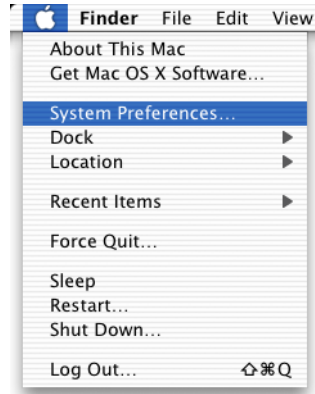 Finder File Edit View
About This Mac
Get Mac OS X Software...
System Preferences...
Dock
Location
Recent Items
Force Quit...
Sleep
Restart...
Shut Down...
Log Out... ⇧⌘Q